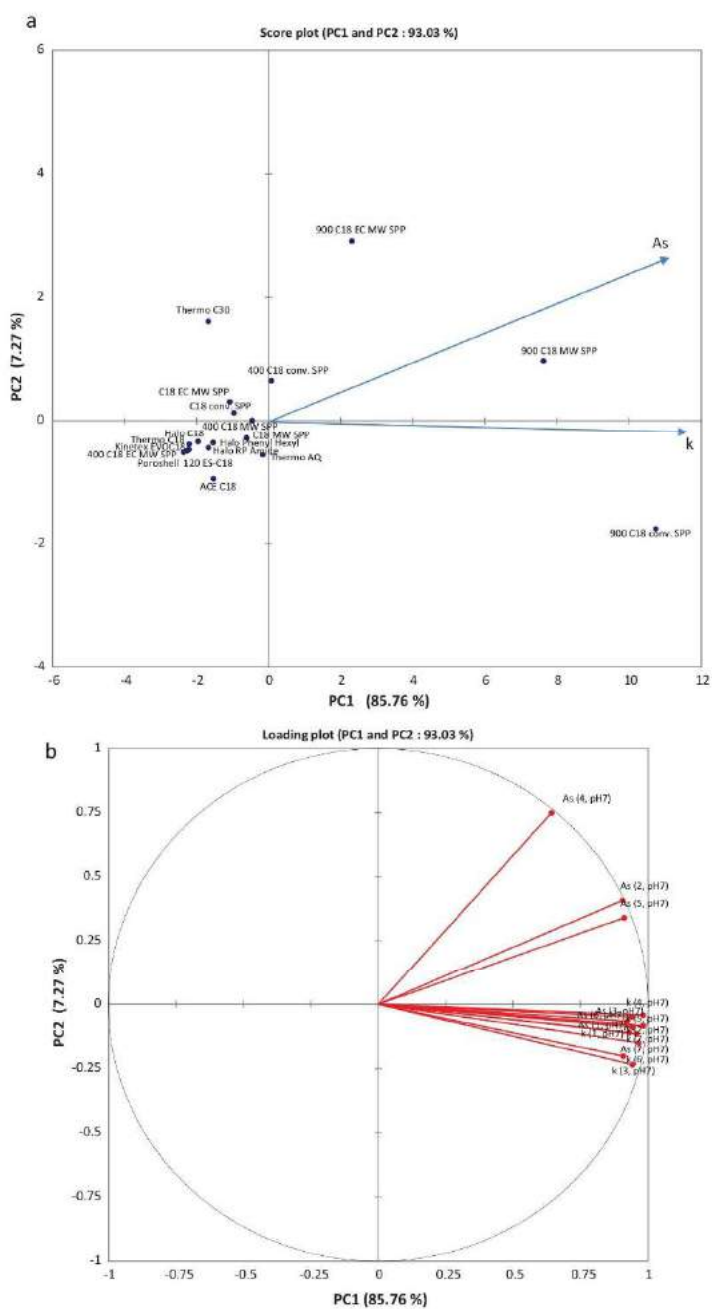 a
Score plot (PC1 and PC2 : 93.03 %)
6
4
2
0
-2
-4
PC2 (7.27 %)
900 C18 EC MW SPP
As
Thermo C30
900 C18 MW SPP
400 C18 conv. SPP
C18 EC MW SPP
C18 conv. SPP
400 C18 MW SPP
Halo C18
C18 MW SPP
Thermo C18
Halo Phenyl Hexyl
Kinetex EVOC18
Halo RP Amide
400 C18 EC MW SPP
Thermo AQ
Poroshell 120 ES-C18
ACE C18
k
900 C18 conv. SPP
-6 -4 -2 0 2 4 6 8 10 12
PC1 (85.76 %)
b
Loading plot (PC1 and PC2 : 93.03 %)
1
0.75
0.5
0.25
0
-0.25
-0.5
-0.75
-1
PC2 (7.27 %)
As (4, pH7)
As (2, pH7)
As (5, pH7)
k (4, pH7)
As (3, pH7)
k (1, pH7)
As (7, pH7)
k (6, pH7)
k (3, pH7)
-1 -0.75 -0.5 -0.25 0 0.25 0.5 0.75 1
PC1 (85.76 %)